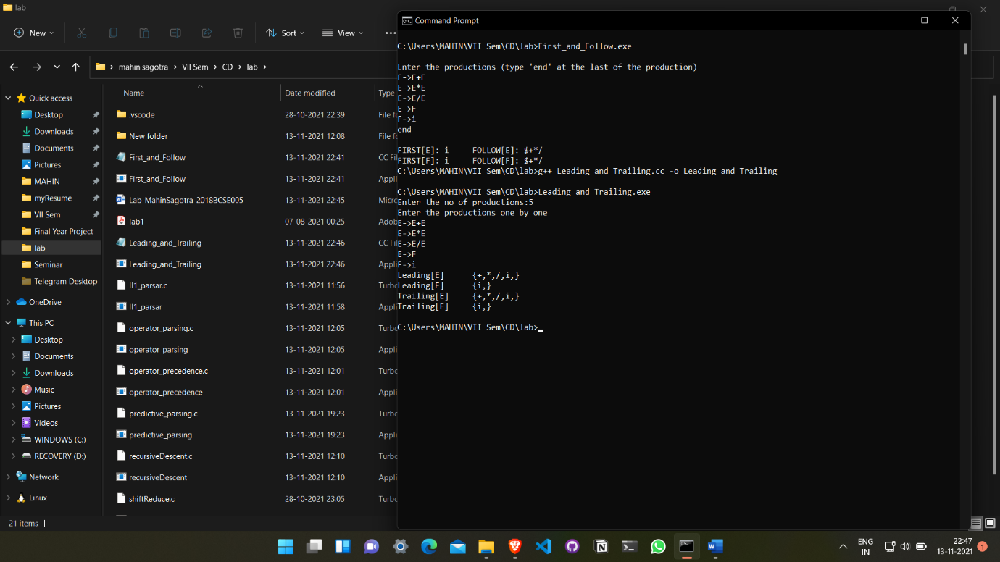 lab
New
Sort
View
mahin sagotra > VII Sem > CD > lab >
Quick access
Desktop
Downloads
Documents
Pictures
MAHIN
myResume
VII Sem
Final Year Project
lab
Seminar
Telegram Desktop
OneDrive
This PC
Desktop
Documents
Downloads
Music
Pictures
Videos
WINDOWS (C:)
RECOVERY (D:)
Network
Linux
Name Date modified Type
.vscode 28-10-2021 22:39 File fo
New folder 13-11-2021 12:08 File fo
First_and_Follow 13-11-2021 22:41 CC Fil
First_and_Follow 13-11-2021 22:41 Appli
Lab_MahinSagotra_2018BCSE005 13-11-2021 22:45 Micro
lab1 07-08-2021 00:25 Adob
Leading_and_Trailing 13-11-2021 22:46 CC Fil
Leading_and_Trailing 13-11-2021 22:46 Appli
ll1_parsar.c 13-11-2021 11:56 Turbo
ll1_parsar 13-11-2021 11:58 Appli
operator_parsing.c 13-11-2021 12:05 Turbo
operator_parsing 13-11-2021 12:05 Appli
operator_precedence.c 13-11-2021 12:01 Turbo
operator_precedence 13-11-2021 12:01 Appli
predictive_parsing.c 13-11-2021 19:23 Turbo
predictive_parsing 13-11-2021 19:23 Appli
recursiveDescent.c 13-11-2021 12:10 Turbo
recursiveDescent 13-11-2021 12:10 Appli
shiftReduce.c 28-10-2021 23:05 Turbo
21 items
Command Prompt
C:\Users\MAHIN\VII Sem\CD\lab>First_and_Follow.exe
Enter the productions (type 'end' at the last of the production)
E->E+E
E->E*E
E->E/E
E->F
F->i
end
FIRST[E]: i FOLLOW[E]: $+*/
FIRST[F]: i FOLLOW[F]: $+*/
C:\Users\MAHIN\VII Sem\CD\lab>g++ Leading_and_Trailing.cc -o Leading_and_Trailing
C:\Users\MAHIN\VII Sem\CD\lab>Leading_and_Trailing.exe
Enter the no of productions:5
Enter the productions one by one
E->E+E
E->E*E
E->E/E
E->F
F->i
Leading[E] {+,*,/,i,}
Leading[F] {i,}
Trailing[E] {+,*,/,i,}
Trailing[F] {i,}
C:\Users\MAHIN\VII Sem\CD\lab>
ENG
IN
22:47
13-11-2021
1